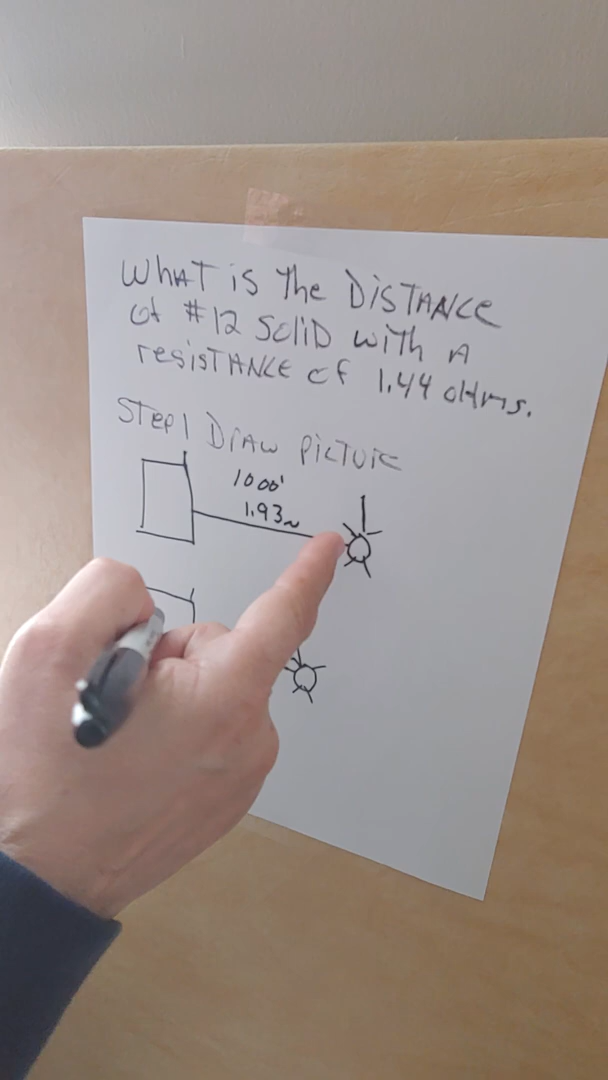 WHAT is The DISTANCE
of #12 SOLID WITH A
resisTANCE of 1.44 OHMS.
STEP 1 DRAW PICTURE
1000'
1.93~